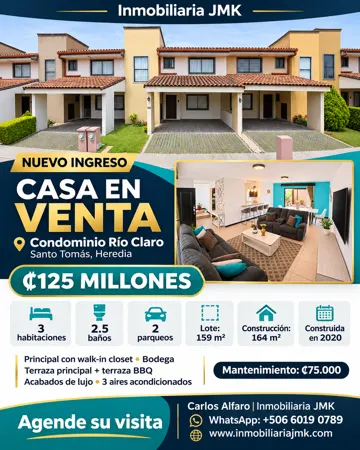 Inmobiliaria JMK
NUEVO INGRESO
CASA EN
VENTA
Condominio Río Claro
Santo Tomás, Heredia
₡125 MILLONES
3
habitaciones
2.5
baños
2
parqueos
Lote:
159 m²
Construcción:
164 m²
Construida
en 2020
Principal con walk-in closet • Bodega
Terraza principal + terraza BBQ
Acabados de lujo • 3 aires acondicionados
Mantenimiento: ₡75.000
Agende su visita
Carlos Alfaro | Inmobiliaria JMK
WhatsApp: +506 6019 0789
www.inmobiliariajmk.com